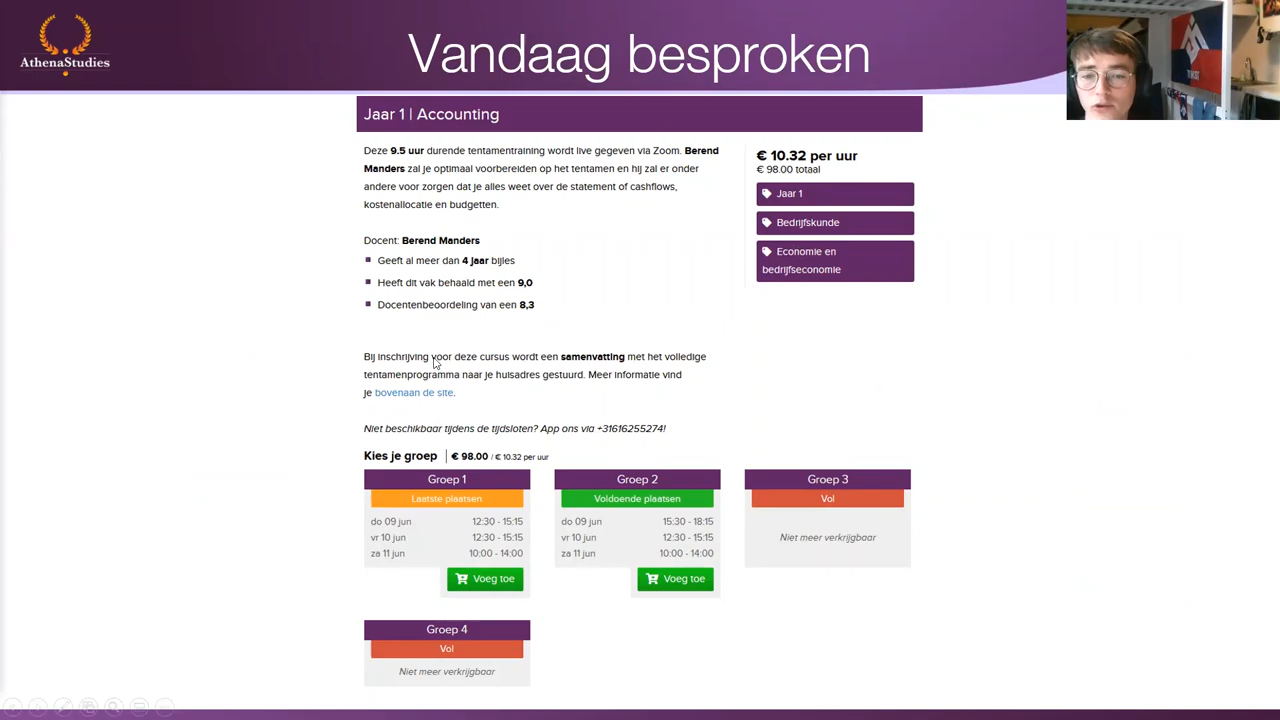 AthenaStudies
Vandaag besproken
Jaar 1 | Accounting
Deze 9.5 uur durende tentamentraining wordt live gegeven via Zoom. Berend
Manders zal je optimaal voorbereiden op het tentamen en hij zal er onder
andere voor zorgen dat je alles weet over de statement of cashflows,
kostenallocatie en budgetten.
Docent: Berend Manders
Geeft al meer dan 4 jaar bijles
Heeft dit vak behaald met een 9,0
Docentenbeoordeling van een 8,3
Bij inschrijving voor deze cursus wordt een samenvatting met het volledige
tentamenprogramma naar je huisadres gestuurd. Meer informatie vind
je bovenaan de site.
Niet beschikbaar tijdens de tijdsloten? App ons via +31616255274!
€ 10.32 per uur
€ 98.00 totaal
Jaar 1
Bedrijfskunde
Economie en
bedrijfseconomie
Kies je groep | € 98.00 / € 10.32 per uur
Groep 1
Laatste plaatsen
do 09 jun 12:30 - 15:15
vr 10 jun 12:30 - 15:15
za 11 jun 10:00 - 14:00
Voeg toe
Groep 2
Voldoende plaatsen
do 09 jun 15:30 - 18:15
vr 10 jun 12:30 - 15:15
za 11 jun 10:00 - 14:00
Voeg toe
Groep 3
Vol
Niet meer verkrijgbaar
Groep 4
Vol
Niet meer verkrijgbaar